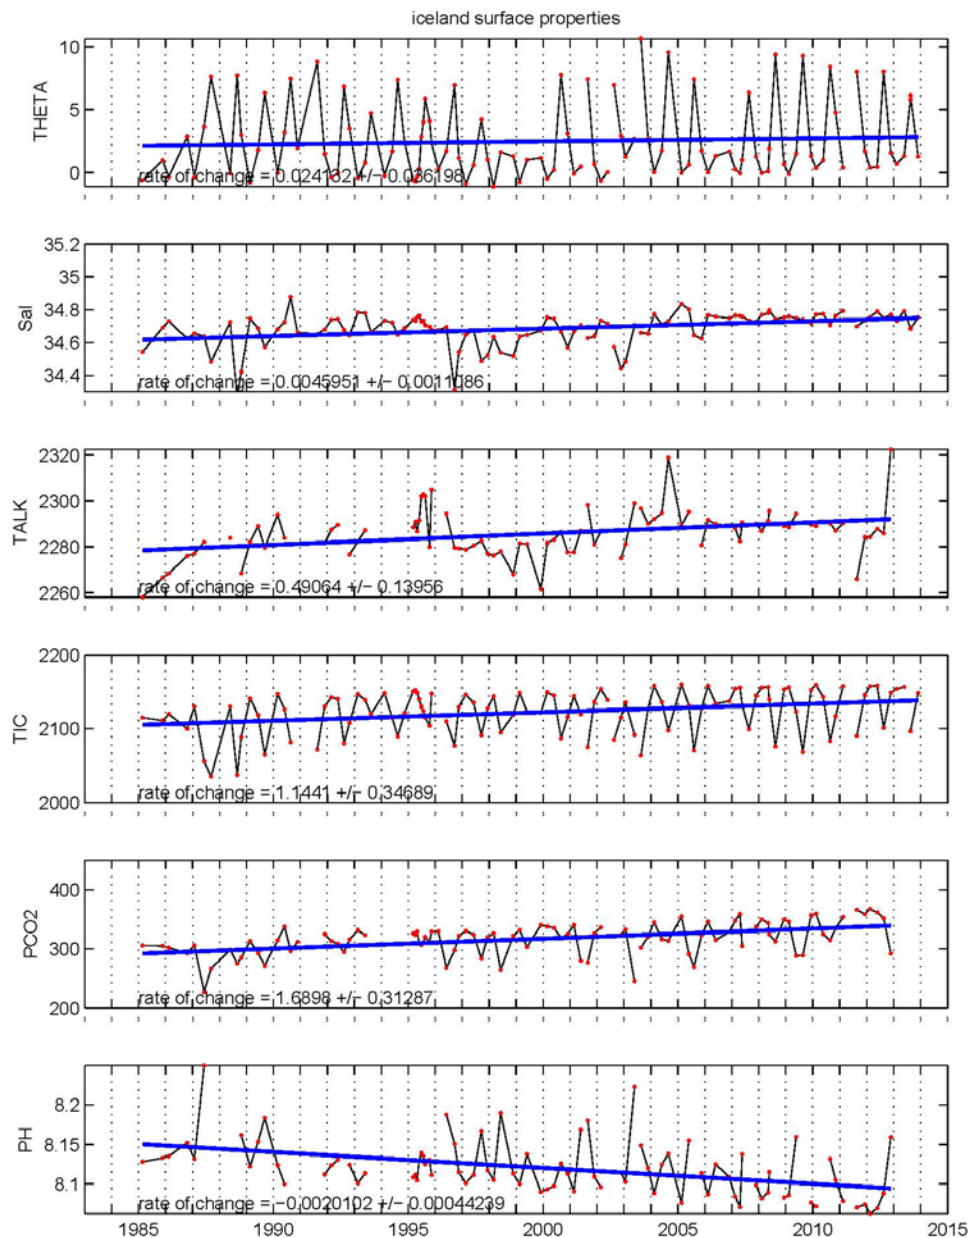 iceland surface properties
10
5
0
THETA
rate of change = 0.024132 +/− 0.036198
35.2
35
34.8
34.6
34.4
Sal
rate of change = 0.0045951 +/− 0.0011086
2320
2300
2280
2260
TALK
rate of change = 0.49064 +/− 0.13956
2200
2100
2000
TIC
rate of change = 1.1441 +/− 0.34689
400
300
200
PCO2
rate of change = 1.6898 +/− 0.31287
8.2
8.15
8.1
PH
rate of change = −0.0020102 +/− 0.00044239
1985 1990 1995 2000 2005 2010 2015